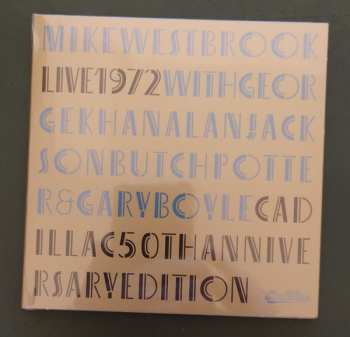 MIKEWESTBROOK
LIVE1972WITHGEOR
GEKHANALANJACK
SONBUTCHPOTTE
R&GARYBOYLECAD
ILLAC50THANNIVE
RSARYEDITION